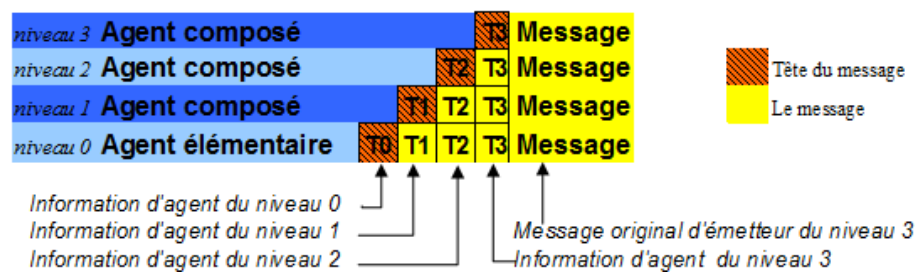 niveau 3 Agent composé T3 Message
niveau 2 Agent composé T2 T3 Message
niveau 1 Agent composé T1 T2 T3 Message
niveau 0 Agent élémentaire T0 T1 T2 T3 Message
Tête du message
Le message
Information d'agent du niveau 0
Information d'agent du niveau 1
Information d'agent du niveau 2
Message original d'émetteur du niveau 3
Information d'agent du niveau 3